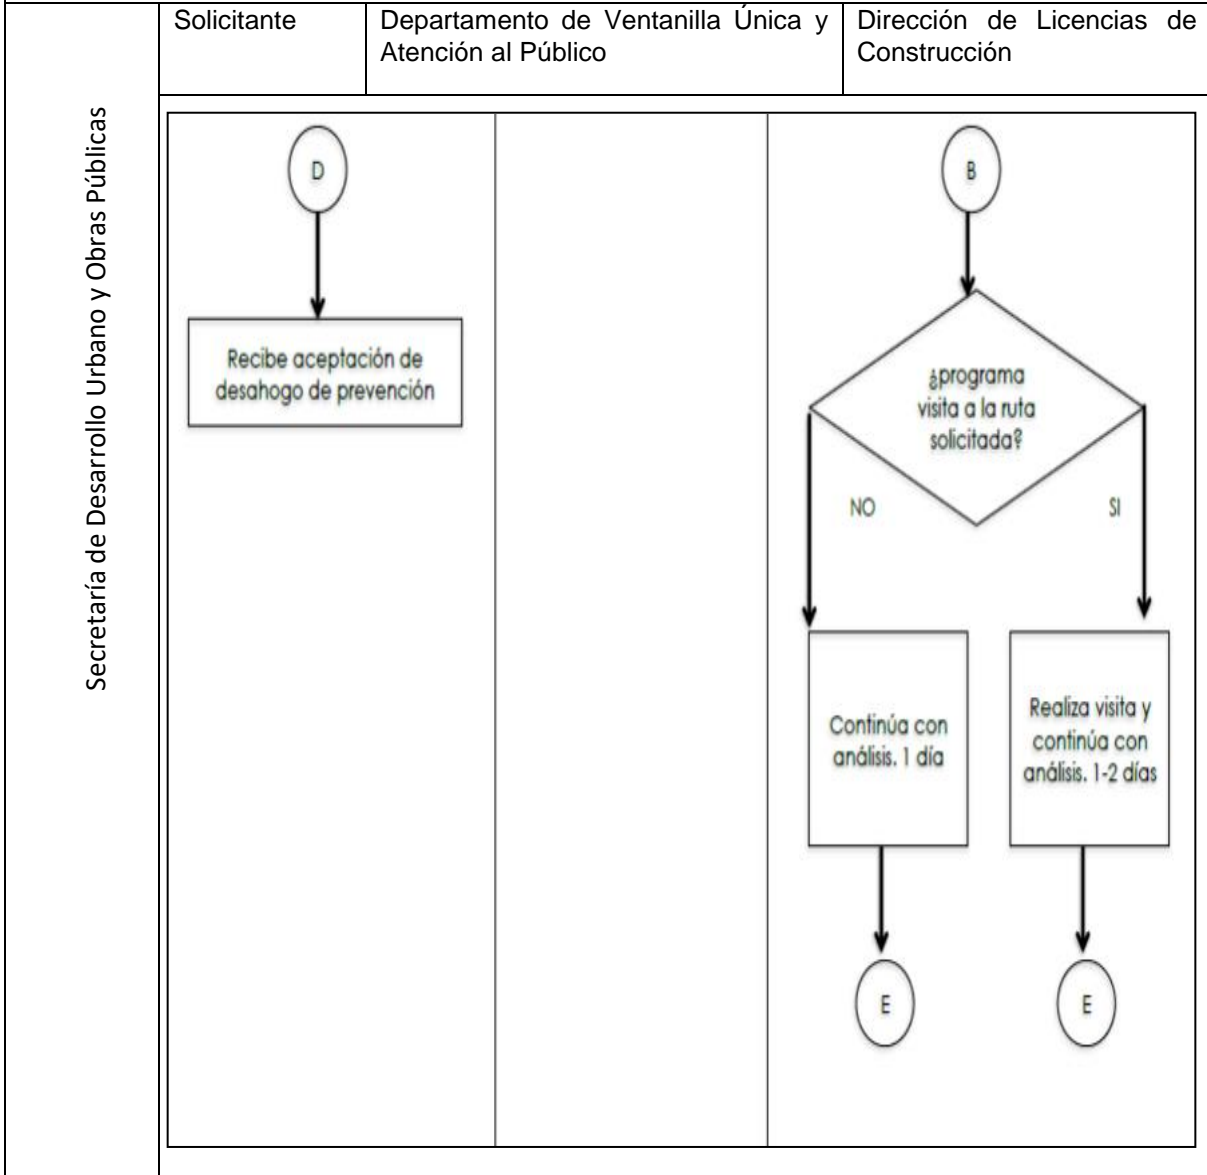 Solicitante
Departamento de Ventanilla Única y
Atención al Público
Dirección de Licencias de
Construcción
Secretaría de Desarrollo Urbano y Obras Públicas
D
Recibe aceptación de
desahogo de prevención
B
¿programa
visita a la ruta
solicitada?
NO
SI
Continúa con
análisis. 1 día
Realiza visita y
continúa con
análisis. 1-2 días
E
E